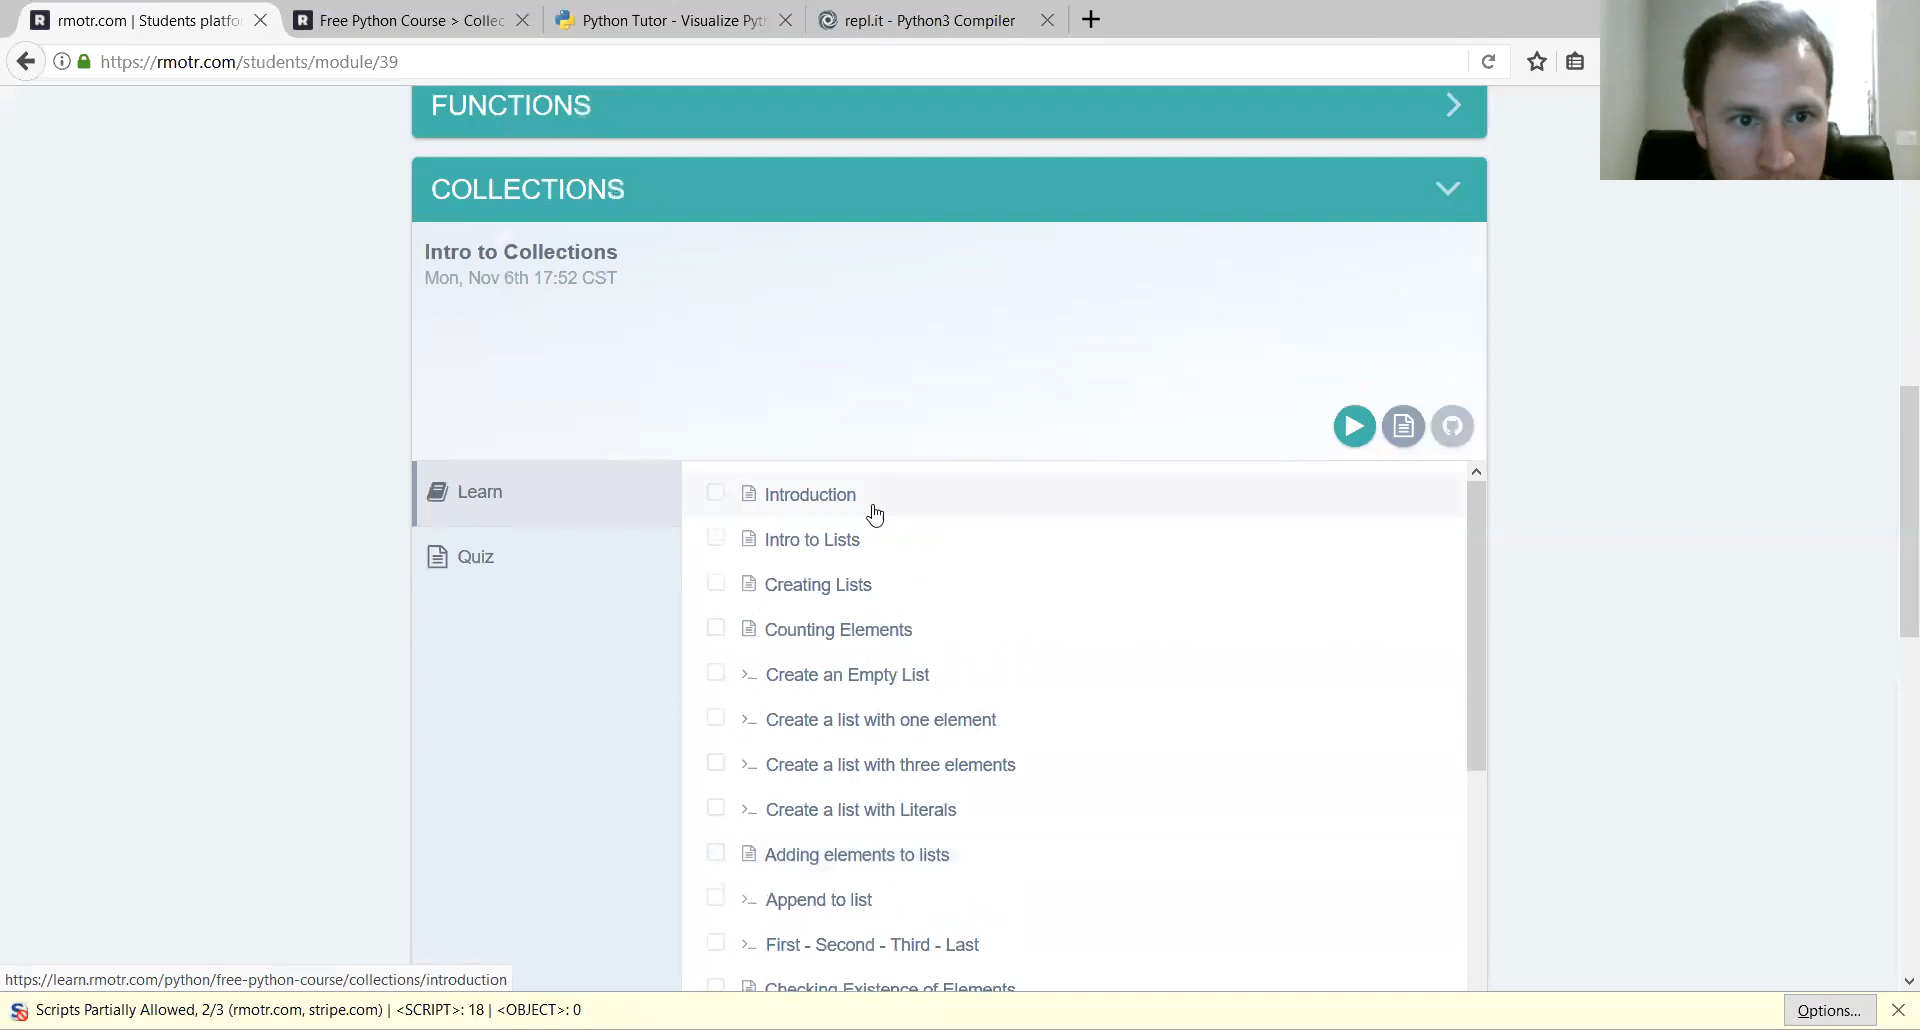 rmotr.com | Students platfo
Free Python Course > Collec
Python Tutor - Visualize Pyt
repl.it - Python3 Compiler
https://rmotr.com/students/module/39
FUNCTIONS
COLLECTIONS
Intro to Collections
Mon, Nov 6th 17:52 CST
Learn
Quiz
Introduction
Intro to Lists
Creating Lists
Counting Elements
>_ Create an Empty List
>_ Create a list with one element
>_ Create a list with three elements
>_ Create a list with Literals
Adding elements to lists
>_ Append to list
>_ First - Second - Third - Last
Checking Existence of Elements
https://learn.rmotr.com/python/free-python-course/collections/introduction
Scripts Partially Allowed, 2/3 (rmotr.com, stripe.com) | <SCRIPT>: 18 | <OBJECT>: 0
Options...